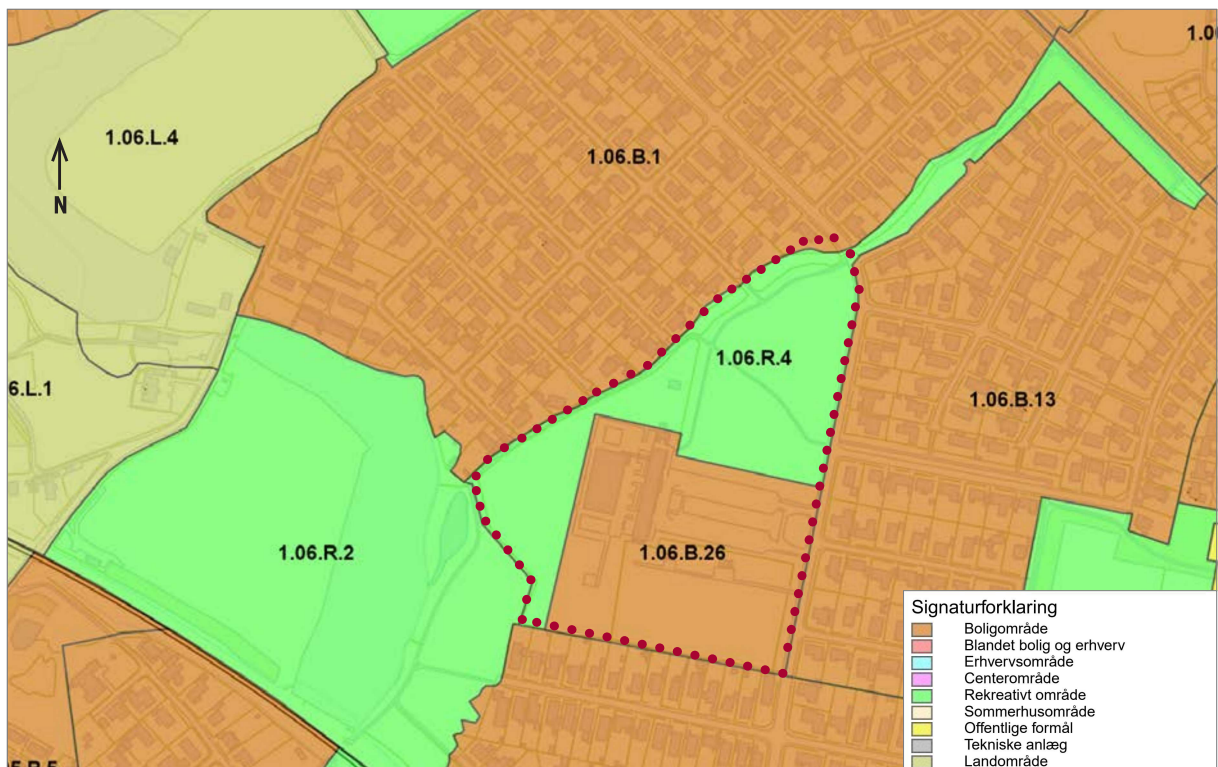 1.06.L.4
1.06.B.1
N
1.06.R.4
6.L.1
1.06.B.13
1.06.R.2
1.06.B.26
Signaturforklaring
Boligområde
Blandet bolig og erhverv
Erhvervsområde
Centerområde
Rekreativt område
Sommerhusområde
Offentlige formål
Tekniske anlæg
Landområde